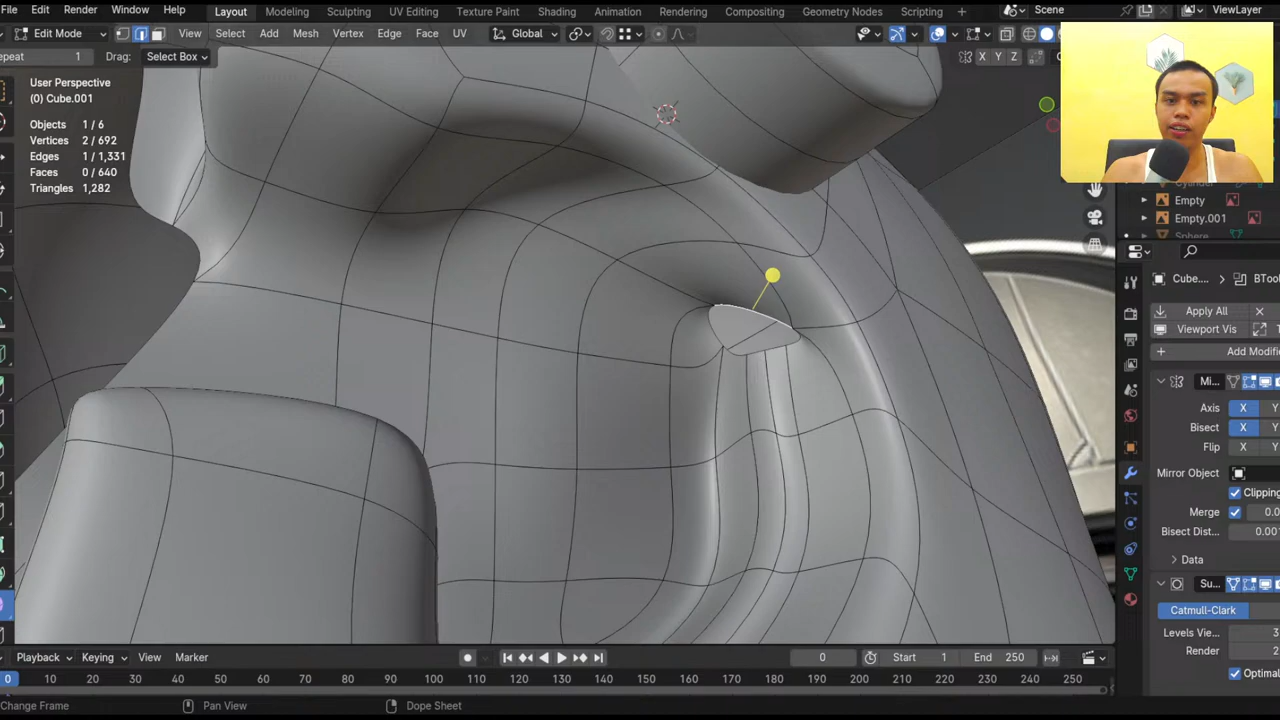 File Edit Render Window Help Layout Modeling Sculpting UV Editing Texture Paint Shading Animation Rendering Compositing Geometry Nodes Scripting Scene ViewLayer
Edit Mode View Select Add Mesh Vertex Edge Face UV Global
epeat 1 Drag: Select Box X Y Z
User Perspective
(0) Cube.001
Objects 1 / 6
Vertices 2 / 692
Edges 1 / 1,331
Faces 0 / 640
Triangles 1,282
Empty
Empty.001
Sphere
Cube.... BTool
Apply All
Viewport Vis
Add Modifi
Mi...
Axis X Y
Bisect X Y
Flip X Y
Mirror Object
Clipping
Merge 0.0
Bisect Dist... 0.00
Data
Su...
Catmull-Clark
Levels Vie... 3
Render 2
Optimal
Playback Keying View Marker 0 Start 1 End 250
0 10 20 30 40 50 60 70 80 90 100 110 120 130 140 150 160 170 180 190 200 210 220 230 240 250
Change Frame Pan View Dope Sheet